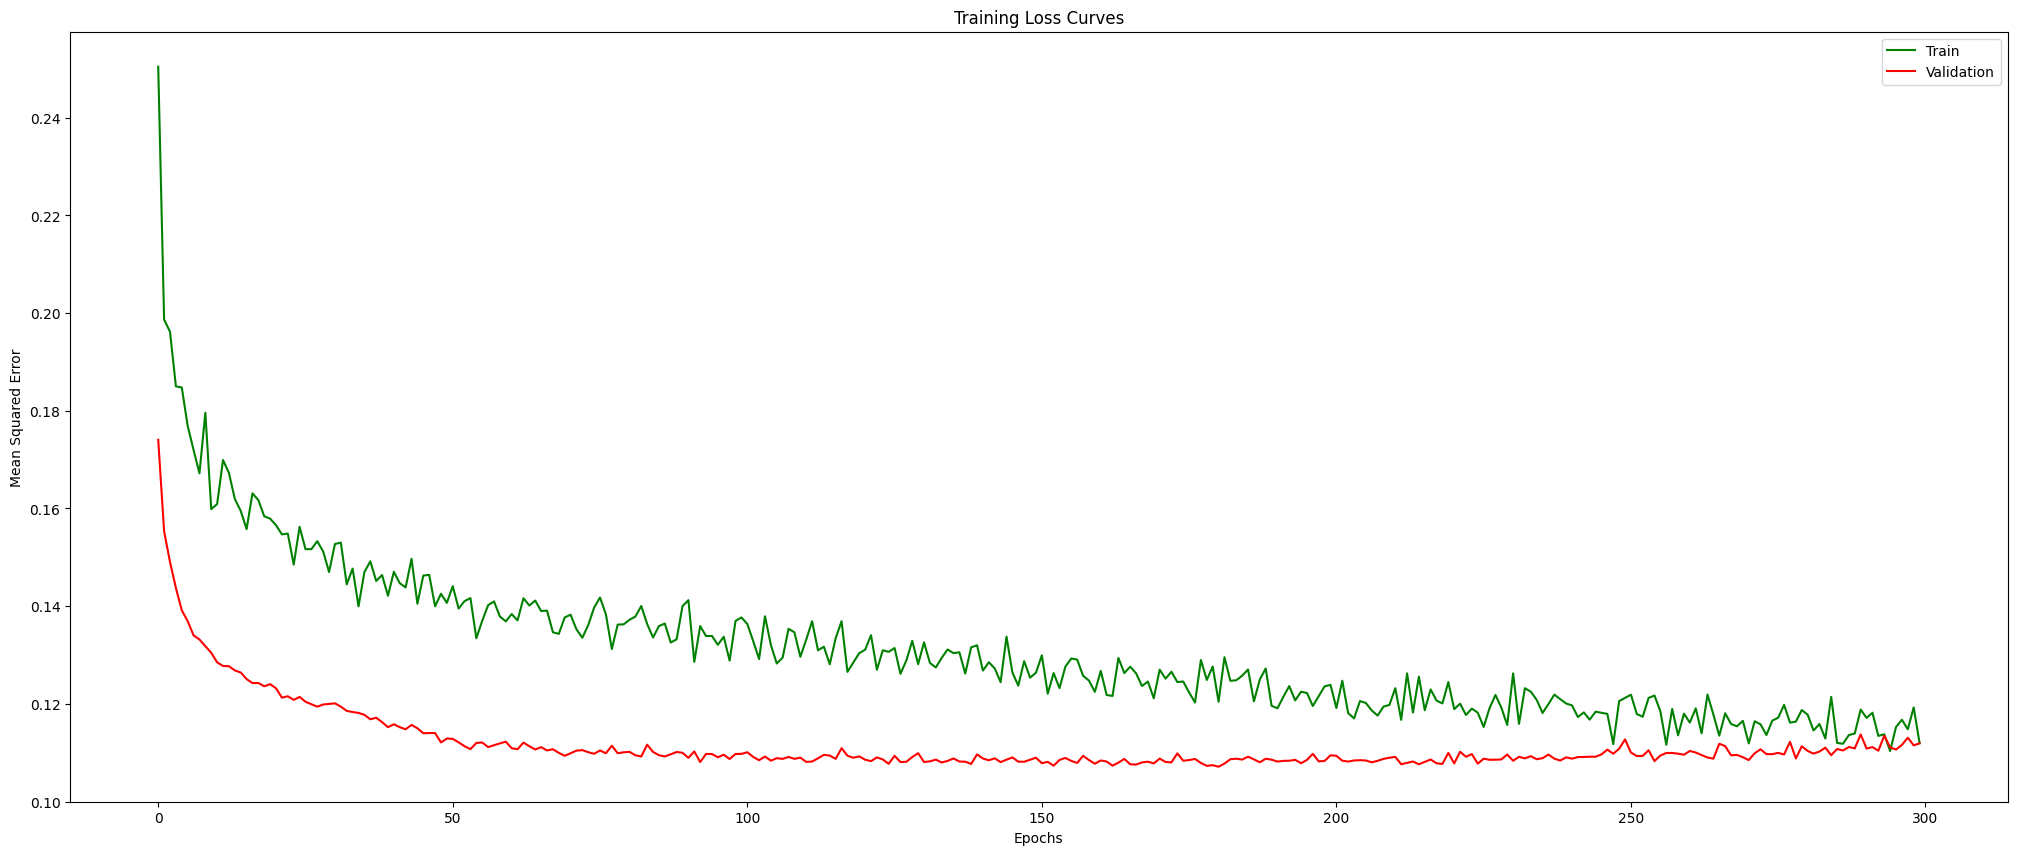 Training Loss Curves
Train
Validation
Mean Squared Error
0.24
0.22
0.20
0.18
0.16
0.14
0.12
0.10
0 50 100 150 200 250 300
Epochs